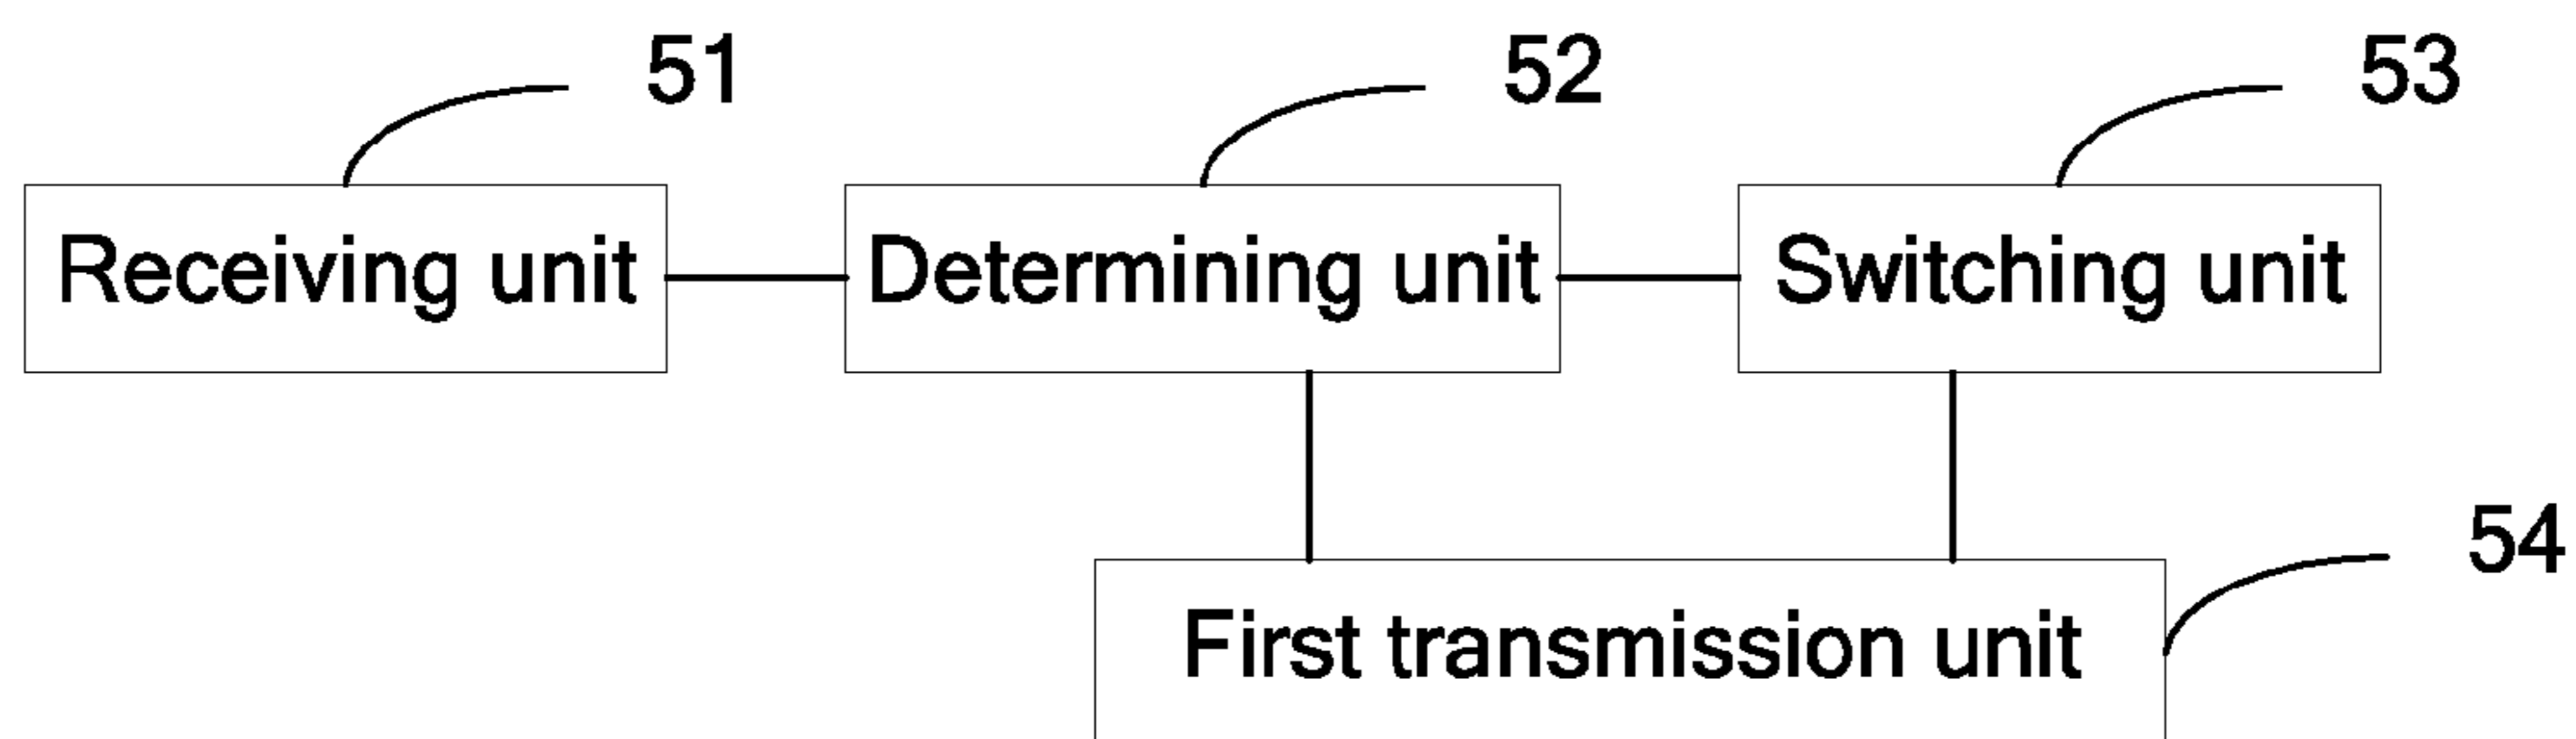 51
52
53
Receiving unit
Determining unit
Switching unit
54
First transmission unit